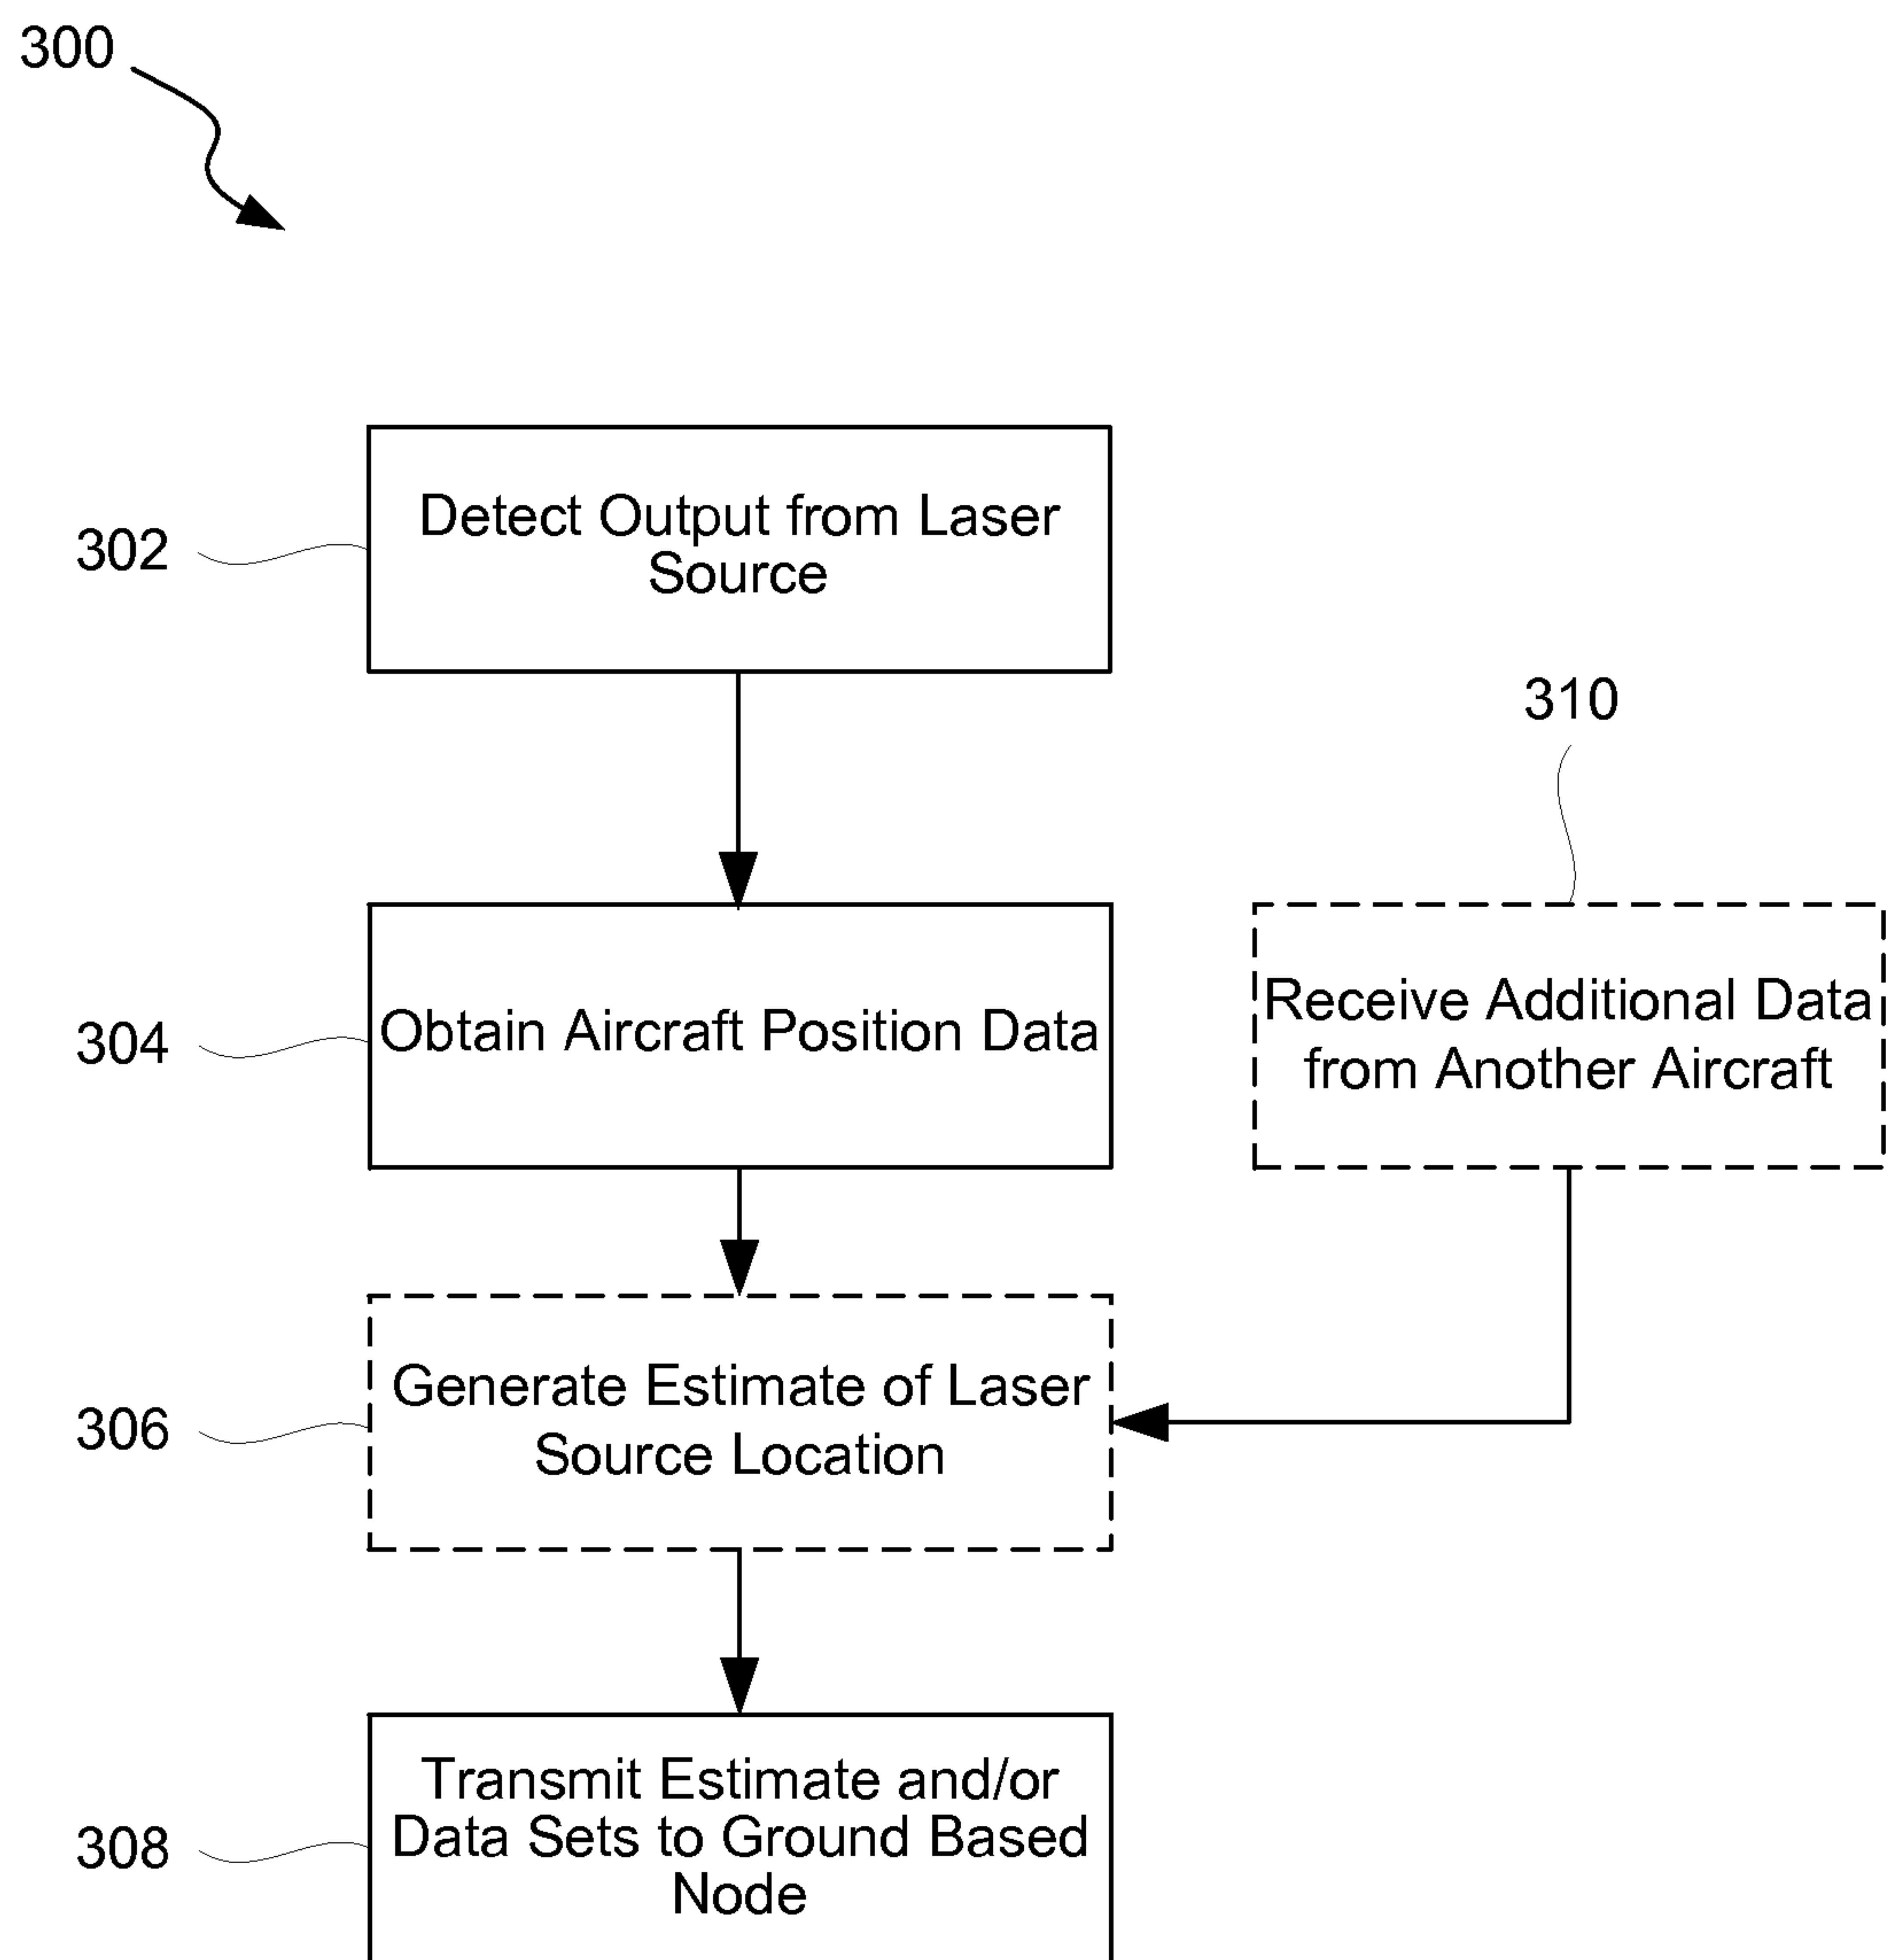 300
302
Detect Output from Laser
Source
310
304
Obtain Aircraft Position Data
Receive Additional Data
from Another Aircraft
306
Generate Estimate of Laser
Source Location
308
Transmit Estimate and/or
Data Sets to Ground Based
Node